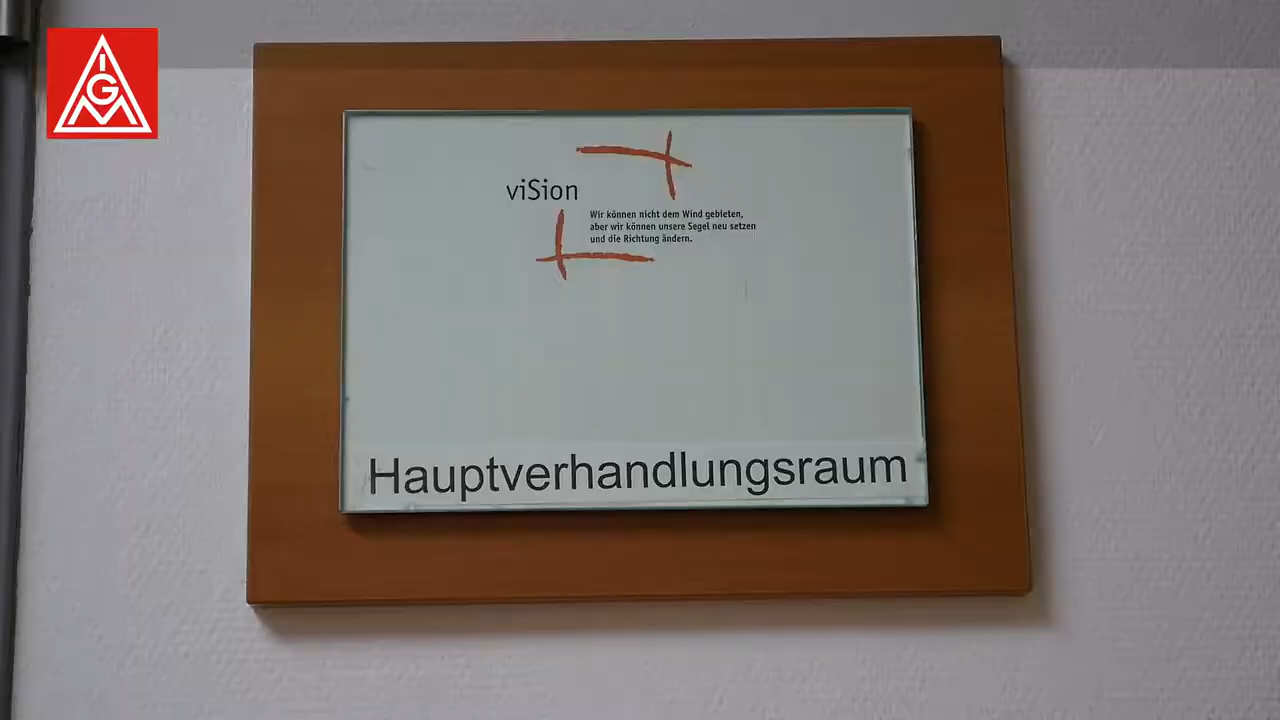 IGM
viSion
Wir können nicht dem Wind gebieten,
aber wir können unsere Segel neu setzen
und die Richtung ändern.
Hauptverhandlungsraum